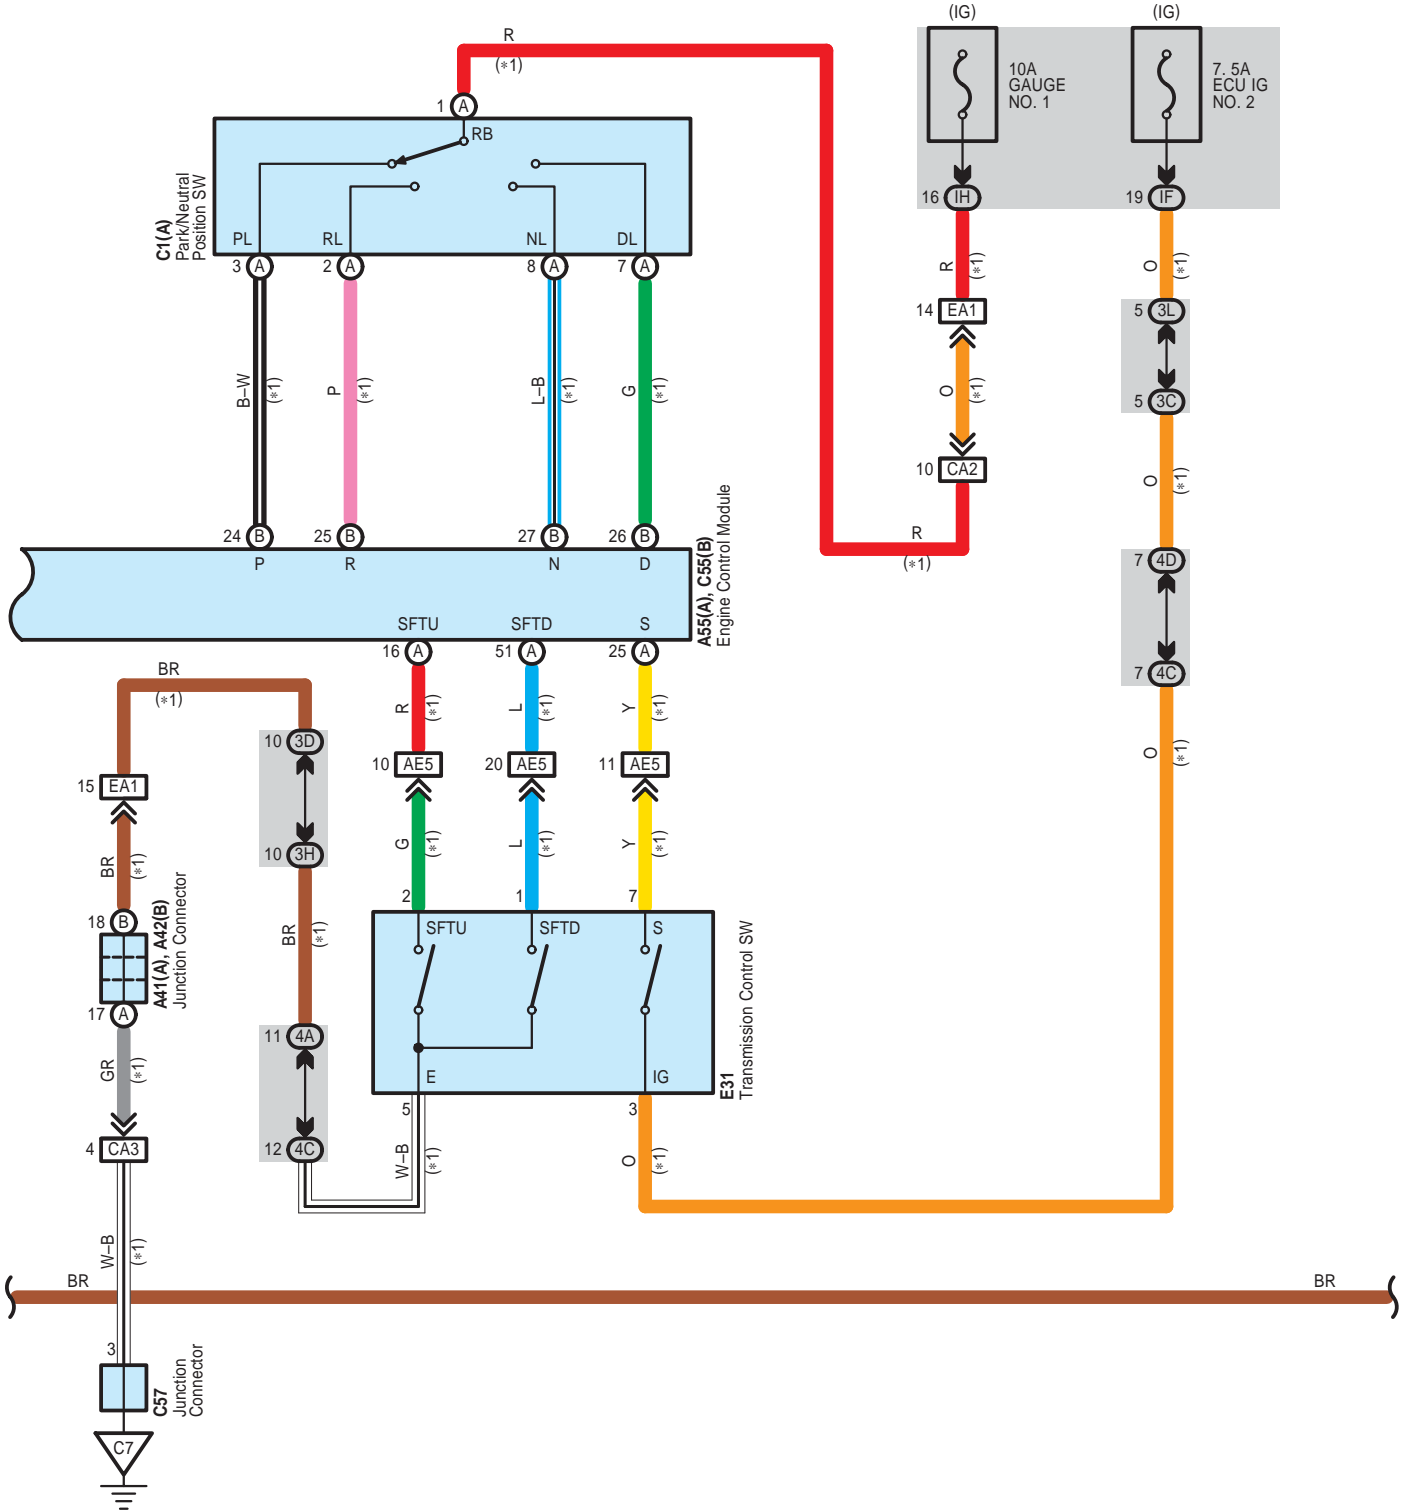 (IG)
(IG)
R
(*1)
10A
GAUGE
NO. 1
7. 5A
ECU IG
NO. 2
1 A
RB
16 IH
19 IF
C1(A)
Park/Neutral
Position SW
PL
RL
NL
DL
3 A
2 A
8 A
7 A
R
(*1)
O
(*1)
14 EA1
5 3L
B–W
(*1)
P
(*1)
L–B
(*1)
G
(*1)
O
(*1)
5 3C
10 CA2
O
(*1)
24 B
25 B
27 B
26 B
R
(*1)
7 4D
P
R
N
D
A55(A), C55(B)
Engine Control Module
SFTU
SFTD
S
16 A
51 A
25 A
7 4C
BR
(*1)
R
(*1)
L
(*1)
Y
(*1)
O
(*1)
10 3D
10 AE5
20 AE5
11 AE5
15 EA1
10 3H
BR
(*1)
G
(*1)
L
(*1)
Y
(*1)
2
1
7
18 B
A41(A), A42(B)
Junction Connector
BR
(*1)
SFTU
SFTD
S
17 A
11 4A
GR
(*1)
E
IG
E31
Transmission Control SW
5
3
4 CA3
12 4C
W–B
(*1)
O
(*1)
W–B
(*1)
BR
BR
3
C57
Junction
Connector
C7